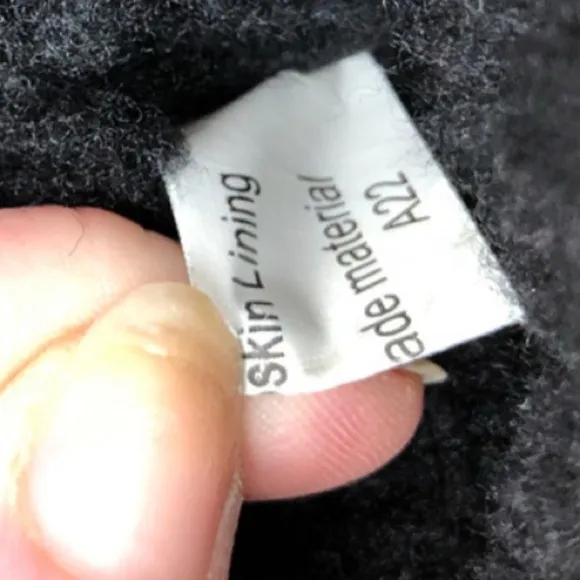 Skin Lining
ade material
A22